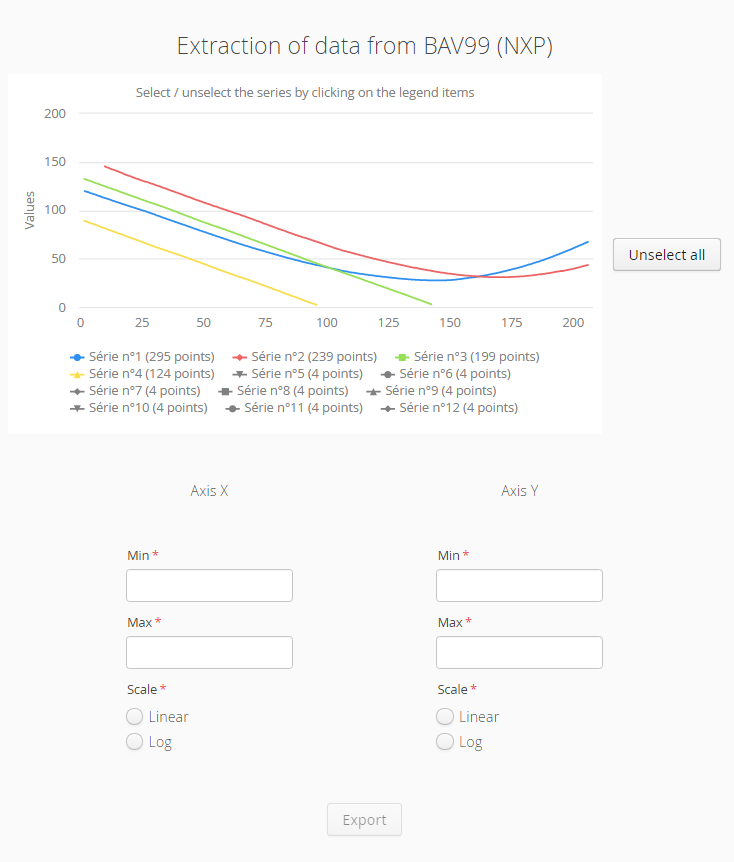 Extraction of data from BAV99 (NXP)
Select / unselect the series by clicking on the legend items
200
150
100
50
0
Values
0 25 50 75 100 125 150 175 200
Série n°1 (295 points) Série n°2 (239 points) Série n°3 (199 points)
Série n°4 (124 points) Série n°5 (4 points) Série n°6 (4 points)
Série n°7 (4 points) Série n°8 (4 points) Série n°9 (4 points)
Série n°10 (4 points) Série n°11 (4 points) Série n°12 (4 points)
Unselect all
Axis X Axis Y
Min * Min *
Max * Max *
Scale * Scale *
Linear Linear
Log Log
Export